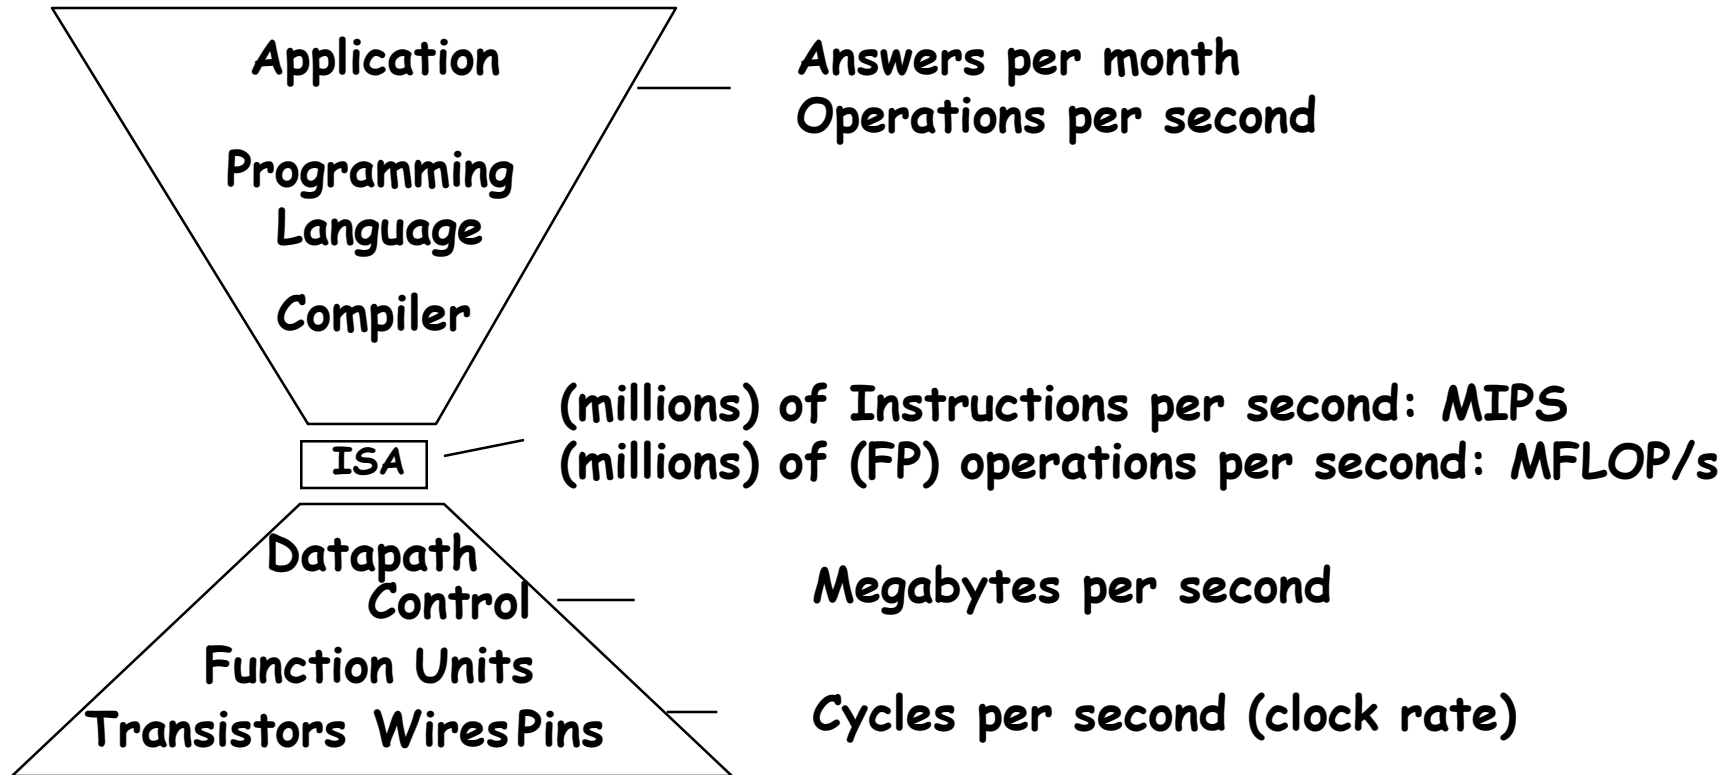 Application
Answers per month
Operations per second
Programming
Language
Compiler
(millions) of Instructions per second: MIPS
ISA
(millions) of (FP) operations per second: MFLOP/s
Datapath
Control
Megabytes per second
Function Units
Transistors Wires Pins
Cycles per second (clock rate)